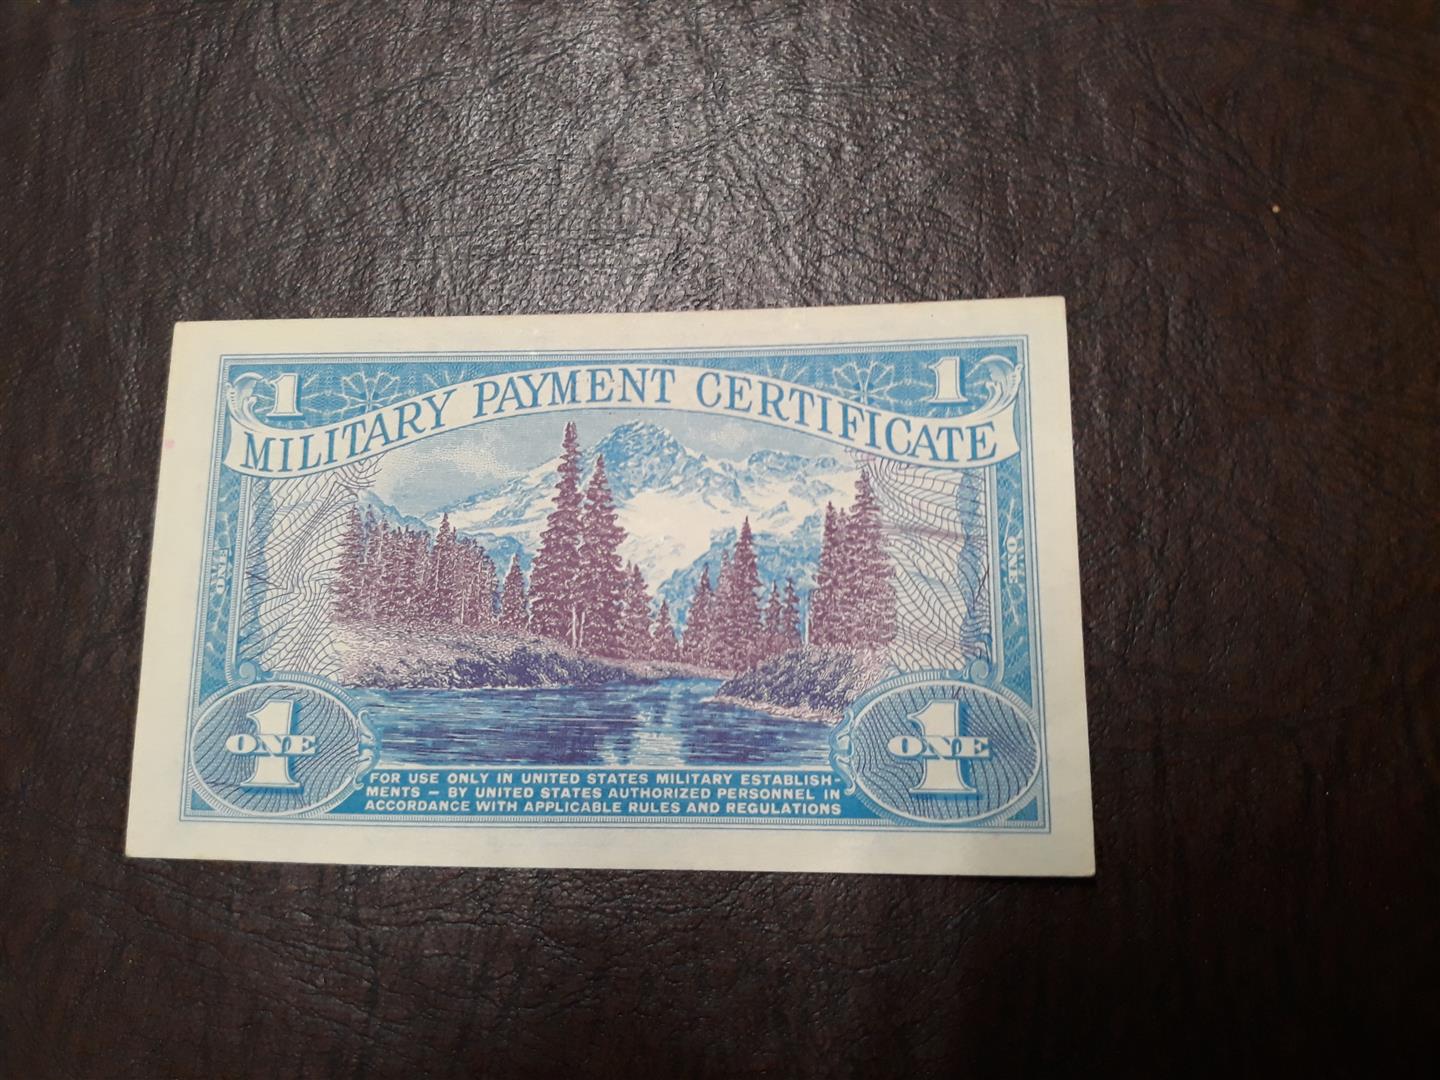 1 1
MILITARY PAYMENT CERTIFICATE
ONE ONE
1 1
ONE ONE
FOR USE ONLY IN UNITED STATES MILITARY ESTABLISH-
MENTS — BY UNITED STATES AUTHORIZED PERSONNEL IN
ACCORDANCE WITH APPLICABLE RULES AND REGULATIONS